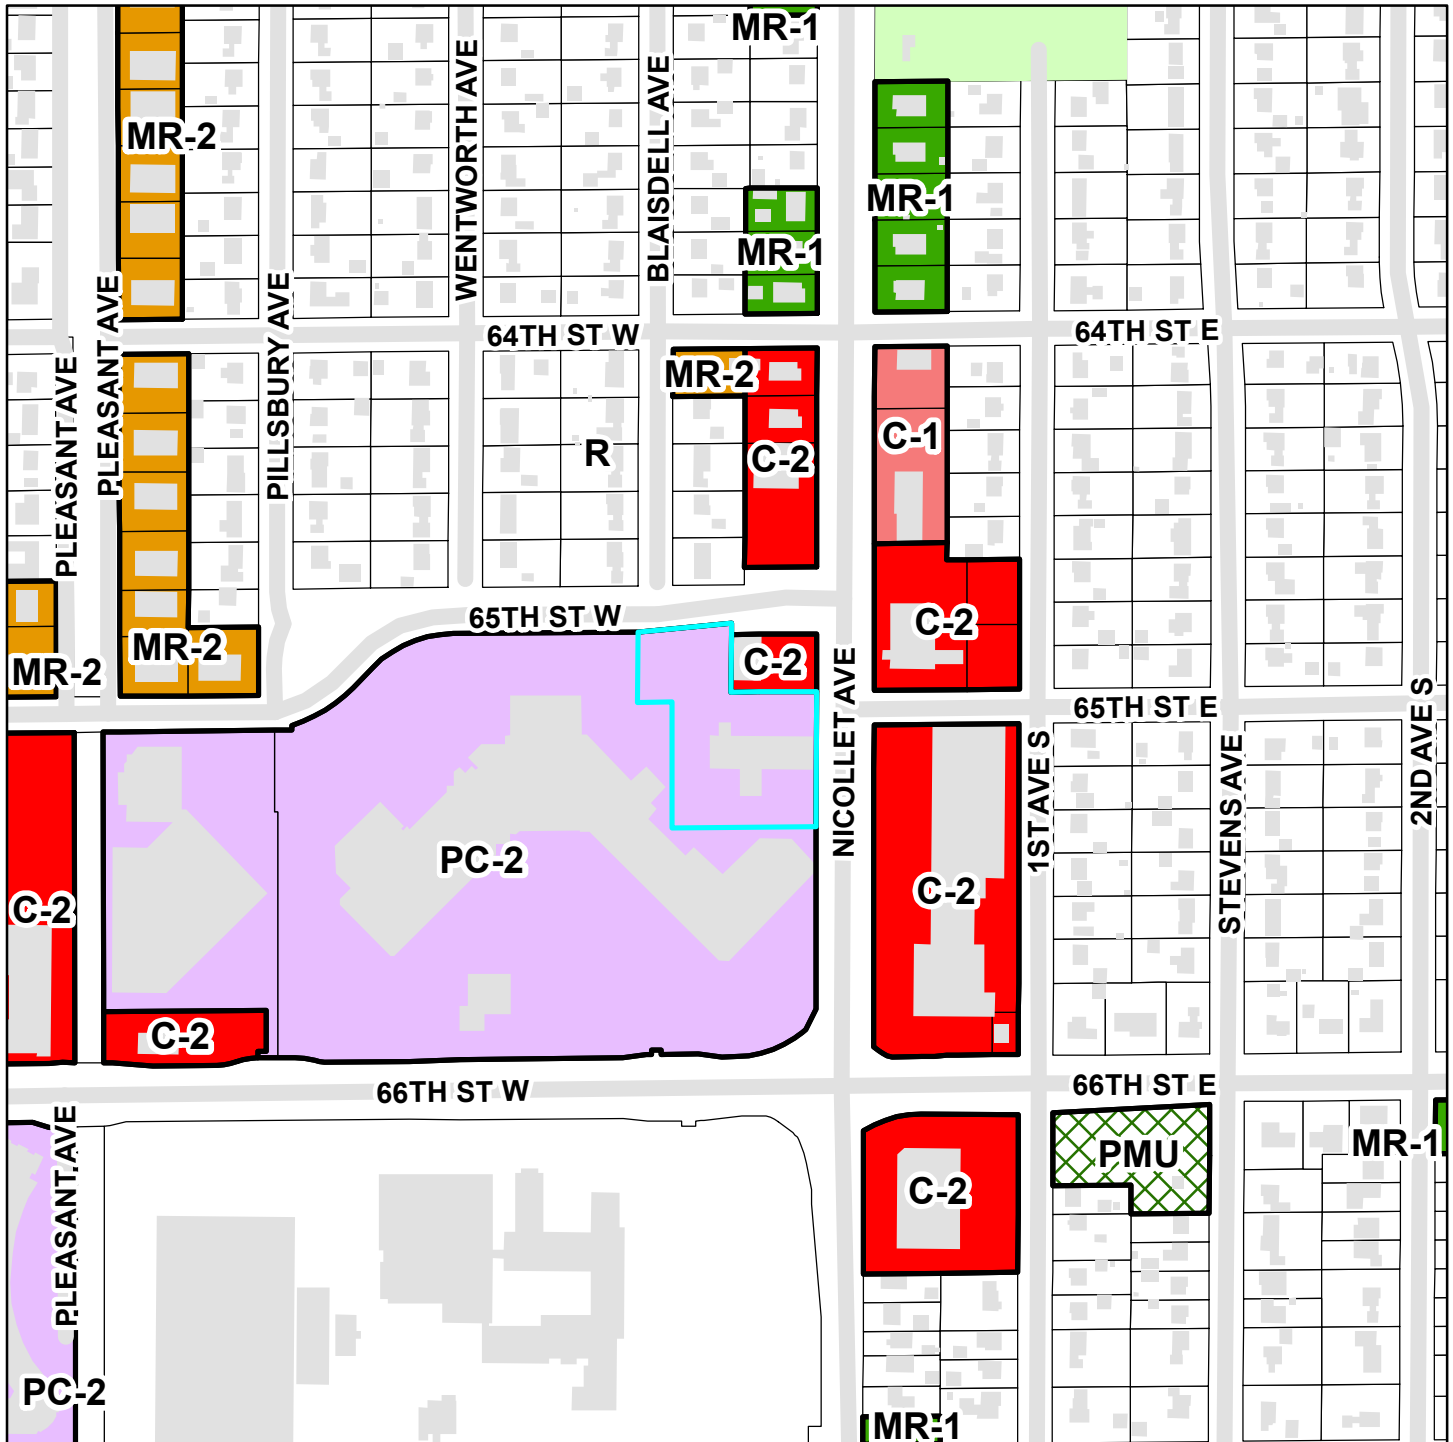 MR-1
MR-2
WENTWORTH AVE
BLAISDELL AVE
MR-1
MR-1
PLEASANT AVE
PILLSBURY AVE
64TH ST W
64TH ST E
PLEASANT AVE
MR-2
R
C-2
C-1
65TH ST W
C-2
MR-2
MR-2
C-2
NICOLLET AVE
65TH ST E
1ST AVE S
STEVENS AVE
2ND AVE S
PC-2
C-2
C-2
C-2
66TH ST W
66TH ST E
PLEASANT AVE
MR-1
PMU
C-2
PC-2
MR-1